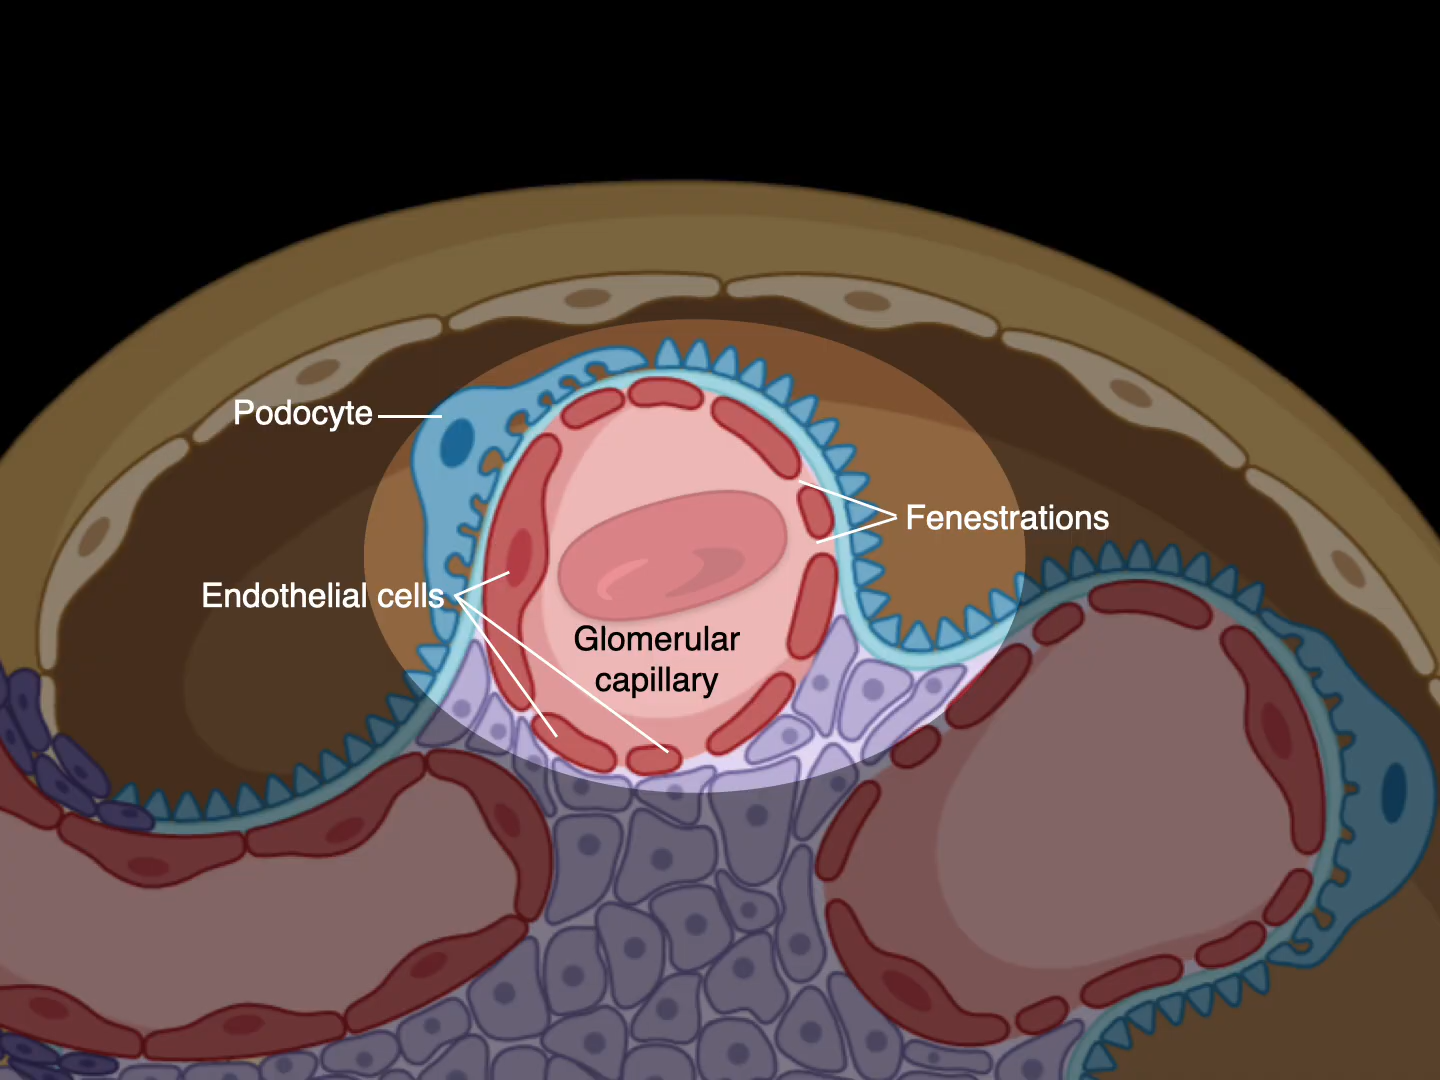 Podocyte
Fenestrations
Endothelial cells
Glomerular
capillary